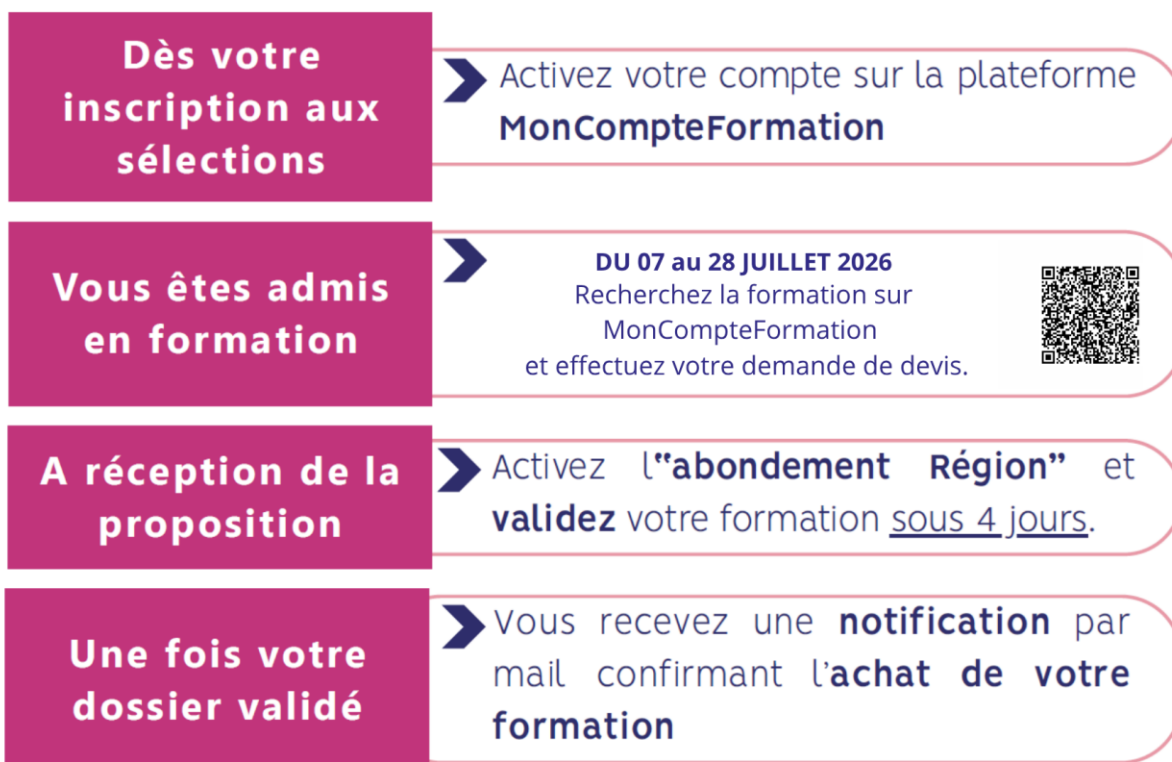 Dès votre
inscription aux
sélections
Activez votre compte sur la plateforme
MonCompteFormation
Vous êtes admis
en formation
DU 07 au 28 JUILLET 2026
Recherchez la formation sur
MonCompteFormation
et effectuez votre demande de devis.
A réception de la
proposition
Activez l"abondement Région” et
validez votre formation sous 4 jours.
Une fois votre
dossier validé
Vous recevez une notification par
mail confirmant l'achat de votre
formation